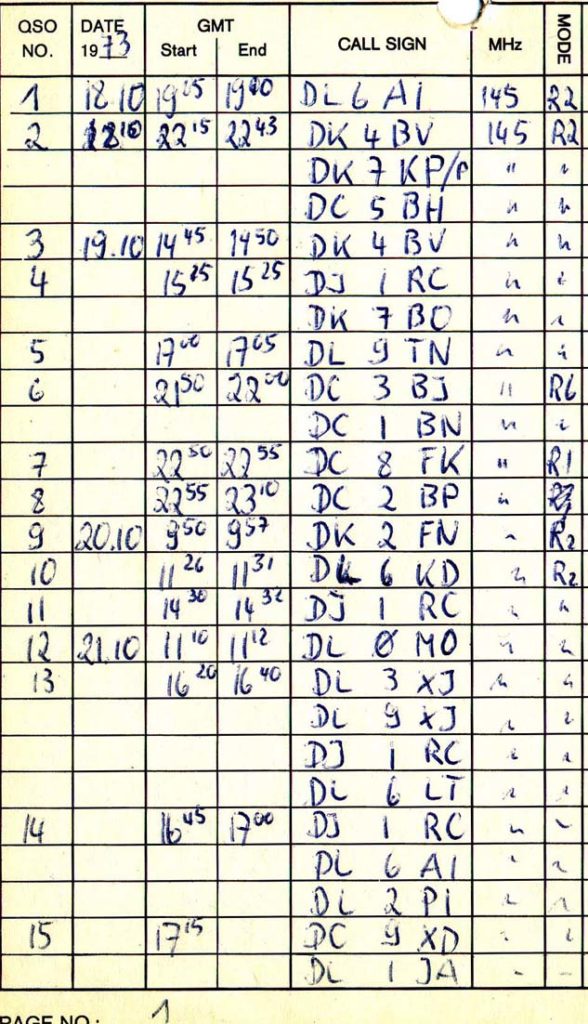 QSO NO. DATE 1973 GMT Start End CALL SIGN MHz MODE
1 18.10 19 05 19 10 DL 6 AI 145 R2
2 18.10 22 15 22 43 DK 4 BV 145 R2
DK 7 KP/P " "
DC 5 BH " "
3 19.10 14 45 14 50 DK 4 BV " "
4 15 15 25 DJ 1 RC " "
DK 7 BO " "
5 17 00 17 05 DL 9 TN " "
6 21 50 22 00 DC 3 BJ " R6
DC 1 BN " "
7 22 50 22 55 DC 8 FK " R1
8 22 55 23 10 DC 2 BP "
9 20.10 9 50 9 57 DK 2 FN " R2
10 11 26 11 31 DK 6 KD " R2
11 14 30 14 32 DJ 1 RC " "
12 21.10 11 10 11 12 DL Ø MO " "
13 16 20 16 40 DL 3 XJ " "
DL 9 XJ " "
DJ 1 RC " "
DL 6 LT " "
14 16 45 17 00 DJ 1 RC " "
DL 6 AI " "
DL 2 PI " "
15 17 15 DC 9 XD " "
DL 1 JA - -
PAGE NO.: 1